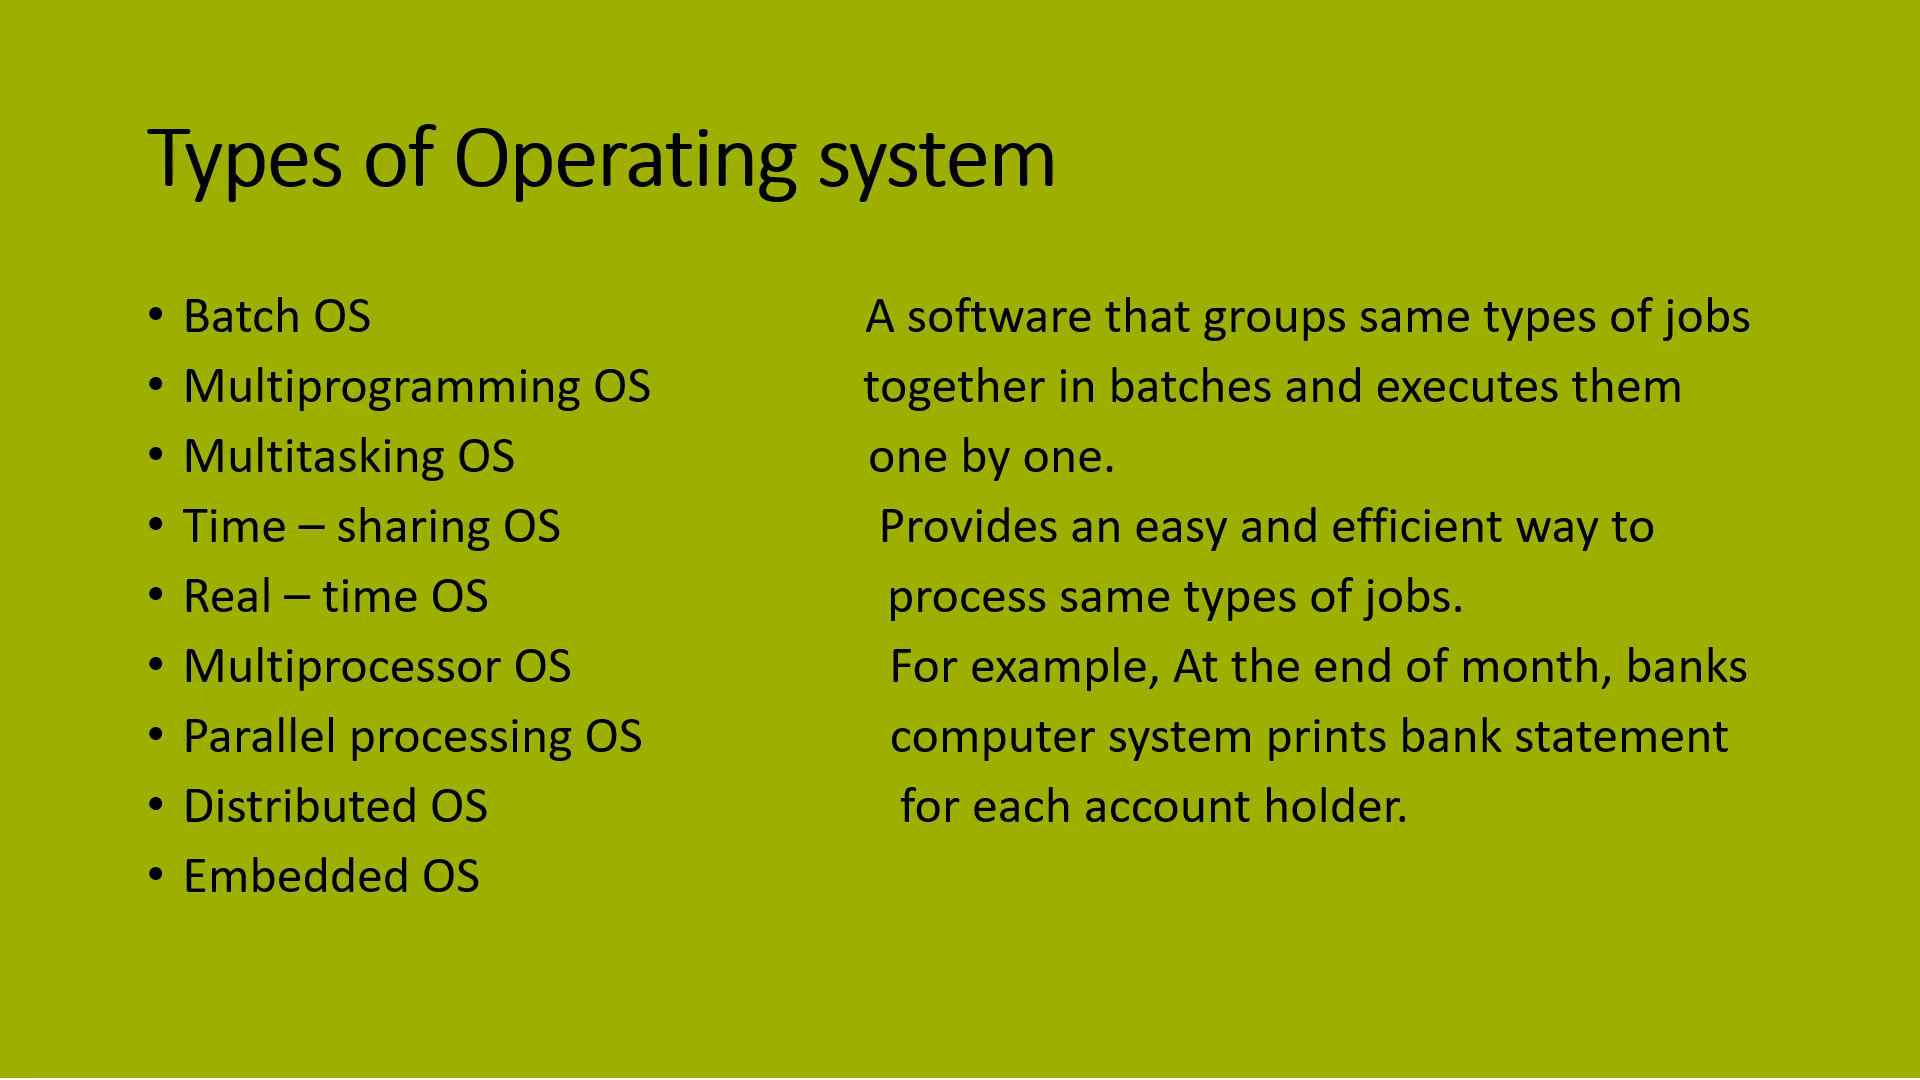 Types of Operating system
• Batch OS
• Multiprogramming OS
• Multitasking OS
• Time – sharing OS
• Real – time OS
• Multiprocessor OS
• Parallel processing OS
• Distributed OS
• Embedded OS
A software that groups same types of jobs
together in batches and executes them
one by one.
Provides an easy and efficient way to
process same types of jobs.
For example, At the end of month, banks
computer system prints bank statement
for each account holder.